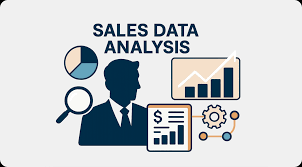 SALES DATA
ANALYSIS
$